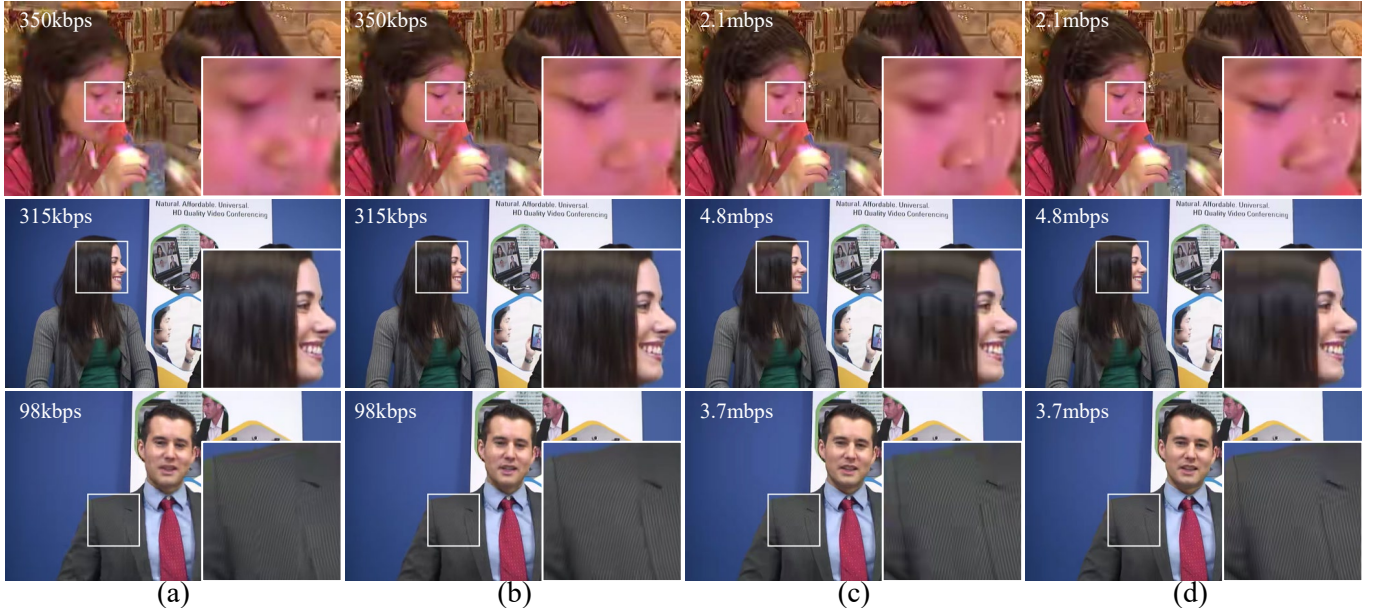 350kbps
350kbps
2.1mbps
2.1mbps
315kbps
Natural. Affordable. Universal.
HD Quality Video Conferencing
315kbps
Natural. Affordable. Universal.
HD Quality Video Conferencing
4.8mbps
Natural. Affordable. Universal.
HD Quality Video Conferencing
4.8mbps
Natural. Affordable. Universal.
HD Quality Video Conferencing
98kbps
98kbps
3.7mbps
3.7mbps
(a)
(b)
(c)
(d)